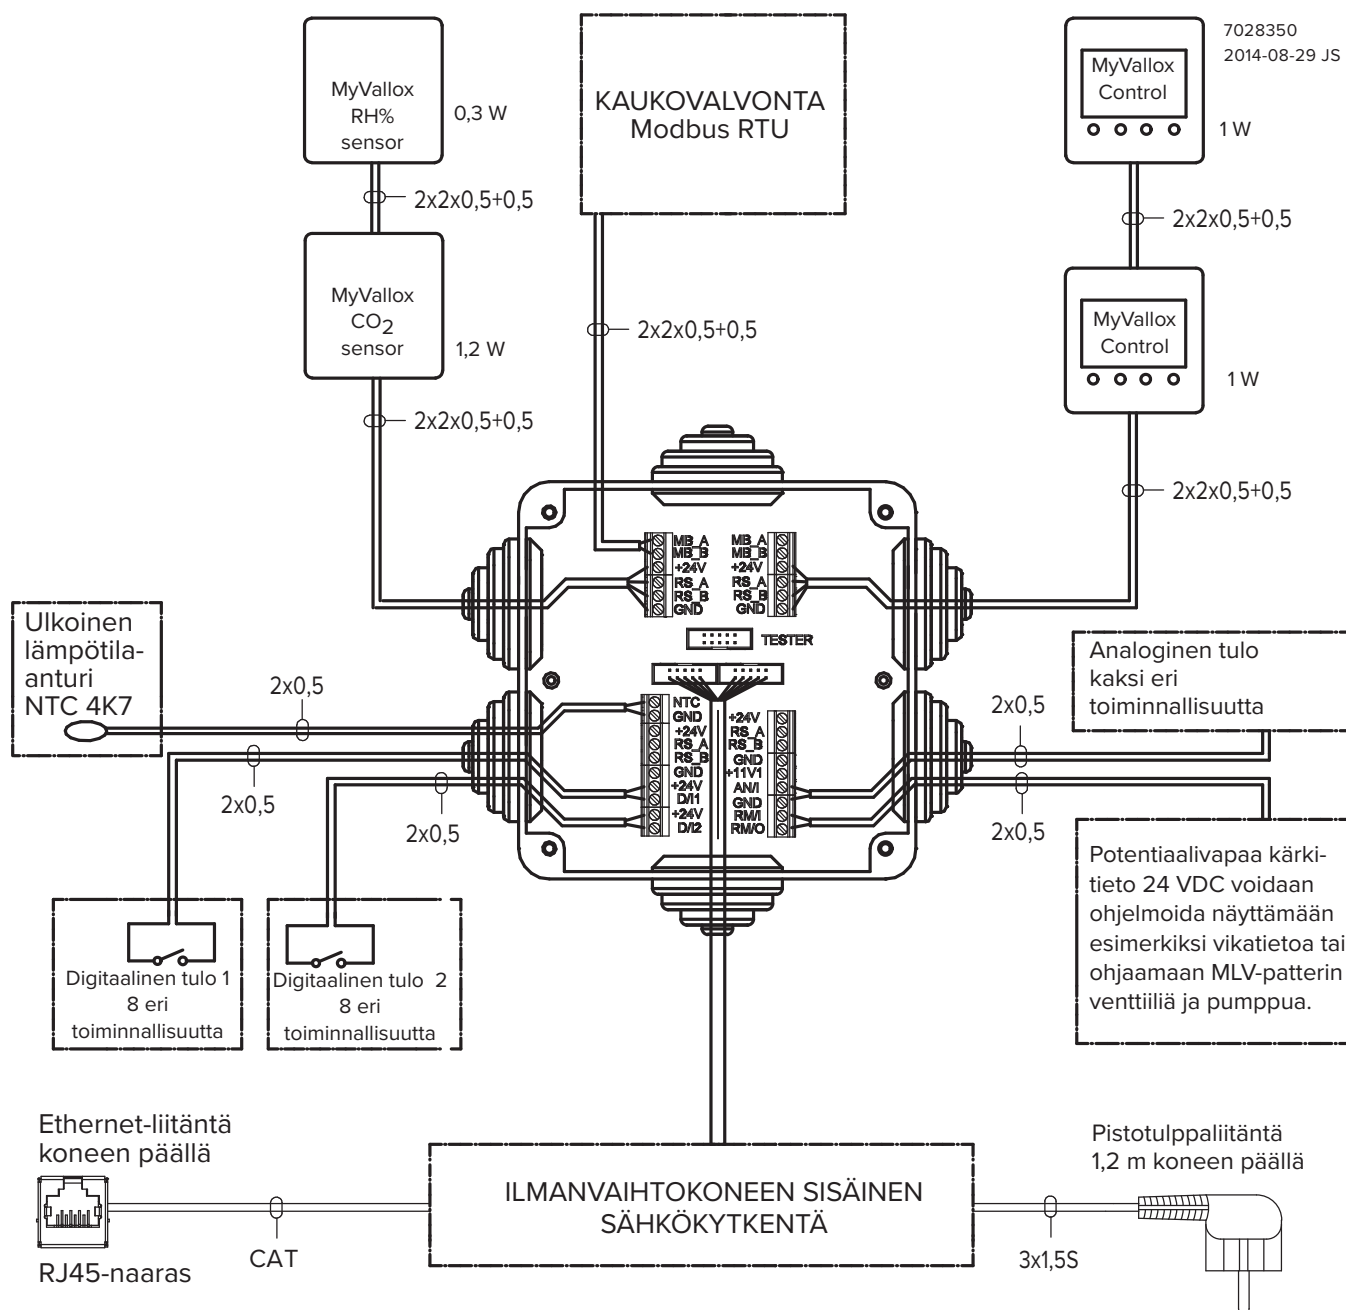 7028350
2014-08-29 JS
MyVallox
RH%
sensor
0,3 W
KAUKOVALVONTA
Modbus RTU
MyVallox
Control
1 W
2x2x0,5+0,5
2x2x0,5+0,5
MyVallox
CO2
sensor
1,2 W
2x2x0,5+0,5
MyVallox
Control
1 W
2x2x0,5+0,5
2x2x0,5+0,5
MB_A
MB_B
+24V
RS_A
RS_B
GND
MB_A
MB_B
+24V
RS_A
RS_B
GND
TESTER
Ulkoinen
lämpötila-
anturi
NTC 4K7
2x0,5
2x0,5
2x0,5
NTC
GND
+24V
RS_A
RS_B
GND
+24V
D/I1
+24V
D/I2
+24V
RS_A
RS_B
GND
+11V1
AN/I
GND
RM/I
RM/O
2x0,5
2x0,5
Analoginen tulo
kaksi eri
toiminnallisuutta
Potentiaalivapaa kärki-
tieto 24 VDC voidaan
ohjelmoida näyttämään
esimerkiksi vikatietoa tai
ohjaamaan MLV-patterin
venttiiliä ja pumppua.
Digitaalinen tulo 1
8 eri
toiminnallisuutta
Digitaalinen tulo 2
8 eri
toiminnallisuutta
Ethernet-liitäntä
koneen päällä
RJ45-naaras
CAT
ILMANVAIHTOKONEEN SISÄINEN
SÄHKÖKYTKENTÄ
3x1,5S
Pistotulppaliitäntä
1,2 m koneen päällä